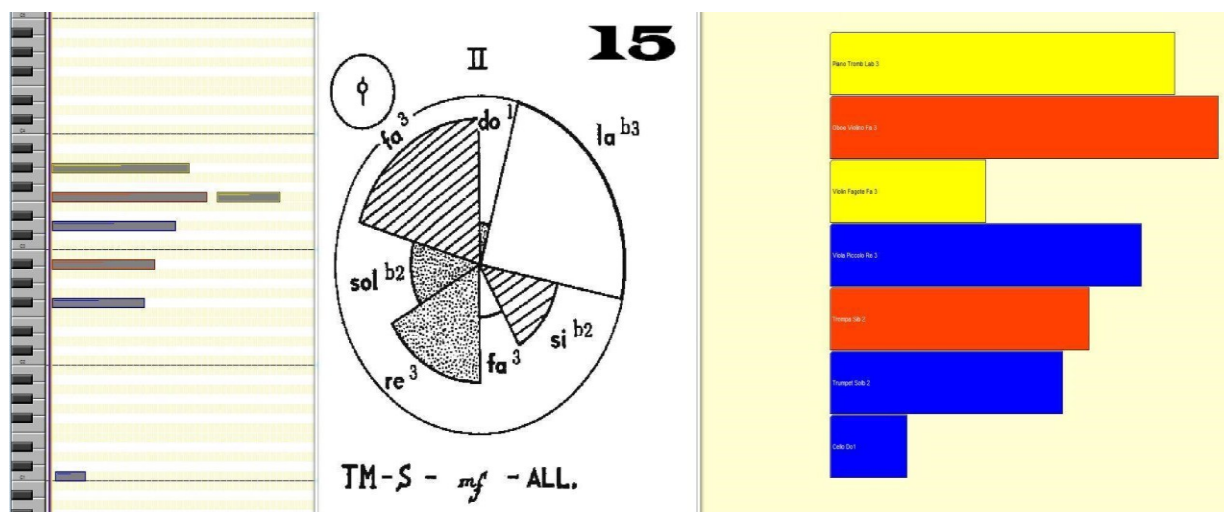 15
II
fa 3
do 1
la b3
sol b2
si b2
re 3
fa 3
TM-S - mf - ALL.
Piano Tromb Lab 3
Oboe Violino Fa 3
Violin Fagote Fa 3
Viola Piccolo Re 3
Trompa Sib 2
Trumpet Solb 2
Cello Do1